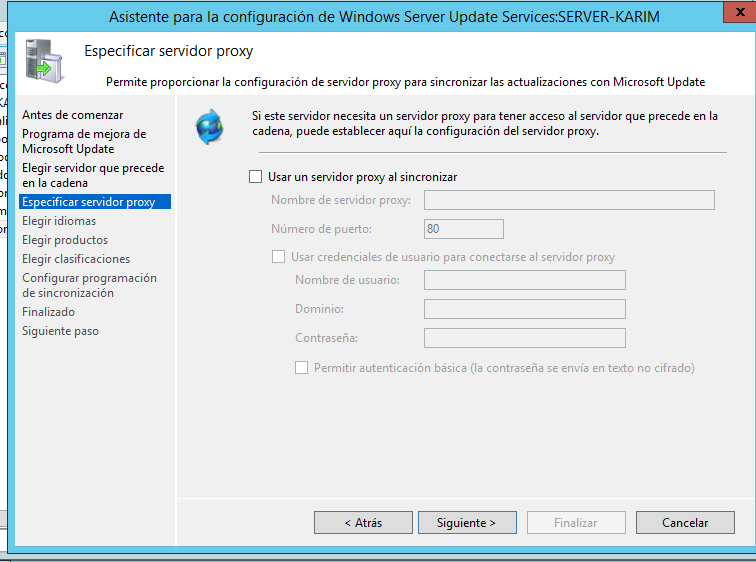 Asistente para la configuración de Windows Server Update Services:SERVER-KARIM
x
Especificar servidor proxy
Permite proporcionar la configuración de servidor proxy para sincronizar las actualizaciones con Microsoft Update
Antes de comenzar
Programa de mejora de
Microsoft Update
Elegir servidor que precede
en la cadena
Especificar servidor proxy
Elegir idiomas
Elegir productos
Elegir clasificaciones
Configurar programación
de sincronización
Finalizado
Siguiente paso
Si este servidor necesita un servidor proxy para tener acceso al servidor que precede en la
cadena, puede establecer aquí la configuración del servidor proxy.
Usar un servidor proxy al sincronizar
Nombre de servidor proxy:
Número de puerto: 80
Usar credenciales de usuario para conectarse al servidor proxy
Nombre de usuario:
Dominio:
Contraseña:
Permitir autenticación básica (la contraseña se envía en texto no cifrado)
< Atrás Siguiente > Finalizar Cancelar